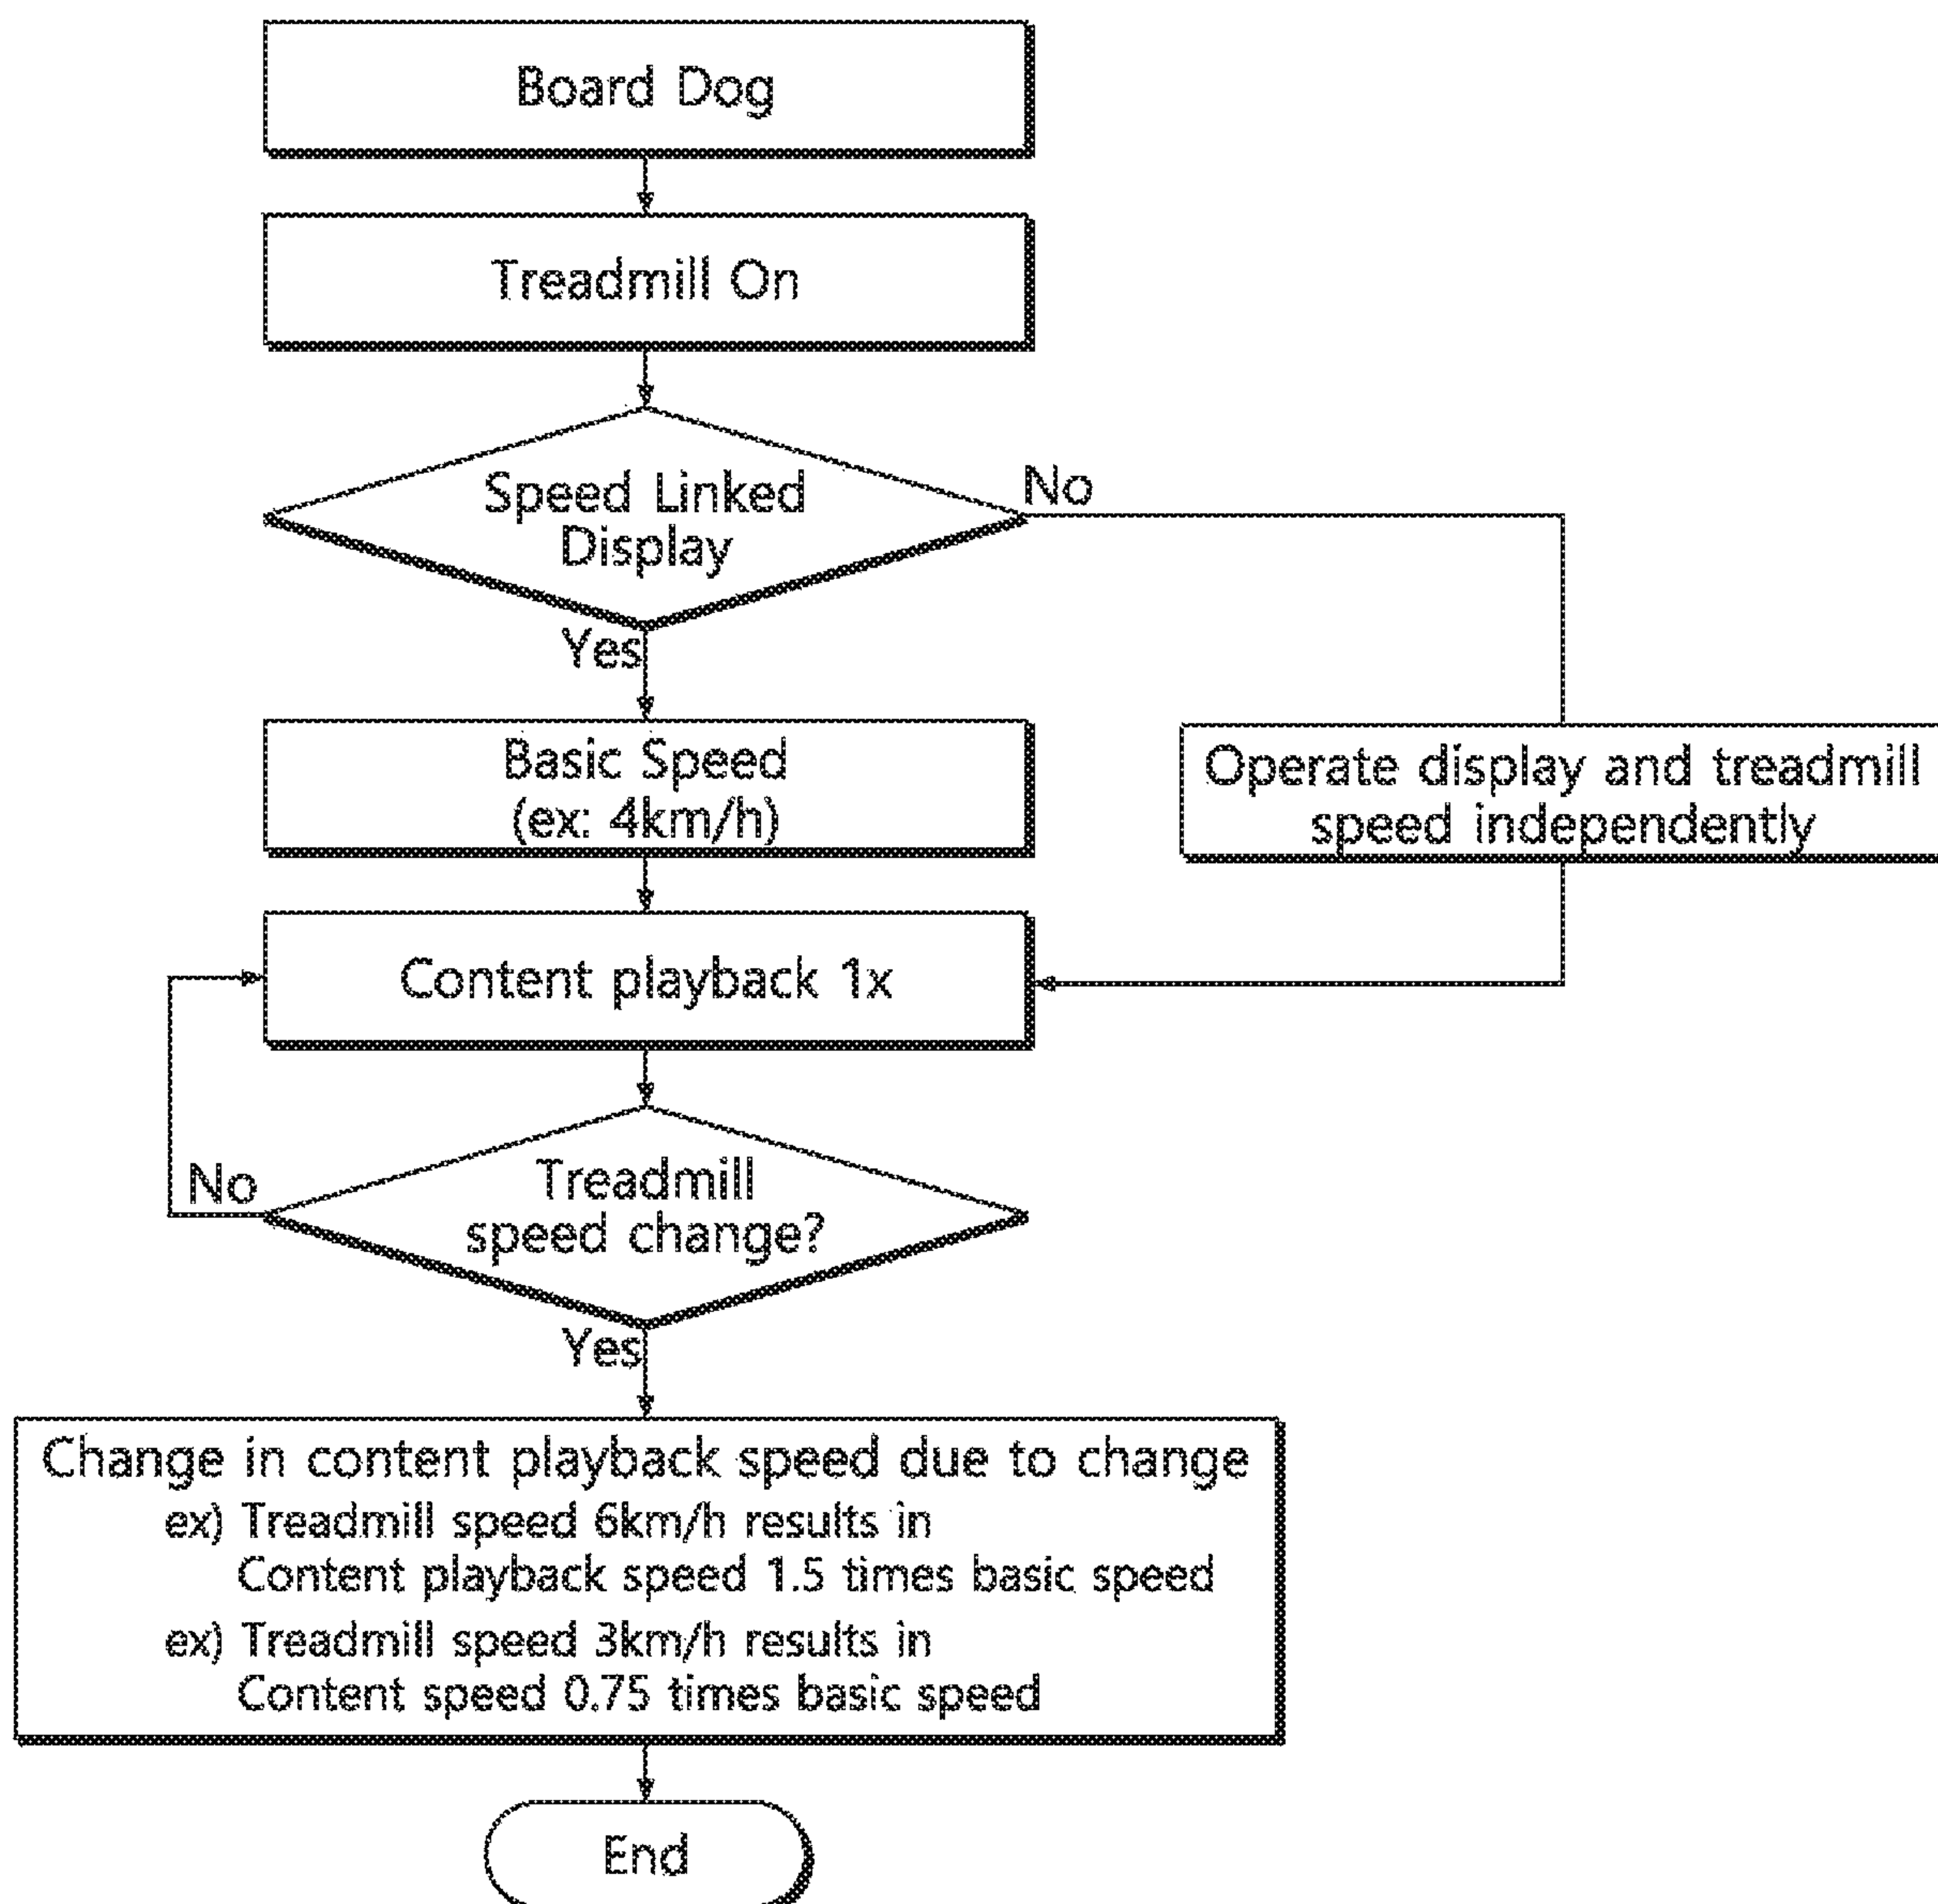 Board Dog
Treadmill On
Speed Linked
Display
No
Yes
Basic Speed
(ex: 4km/h)
Operate display and treadmill
speed independently
Content playback 1x
Treadmill
speed change?
No
Yes
Change in content playback speed due to change
ex) Treadmill speed 6km/h results in
Content playback speed 1.5 times basic speed
ex) Treadmill speed 3km/h results in
Content speed 0.75 times basic speed
End